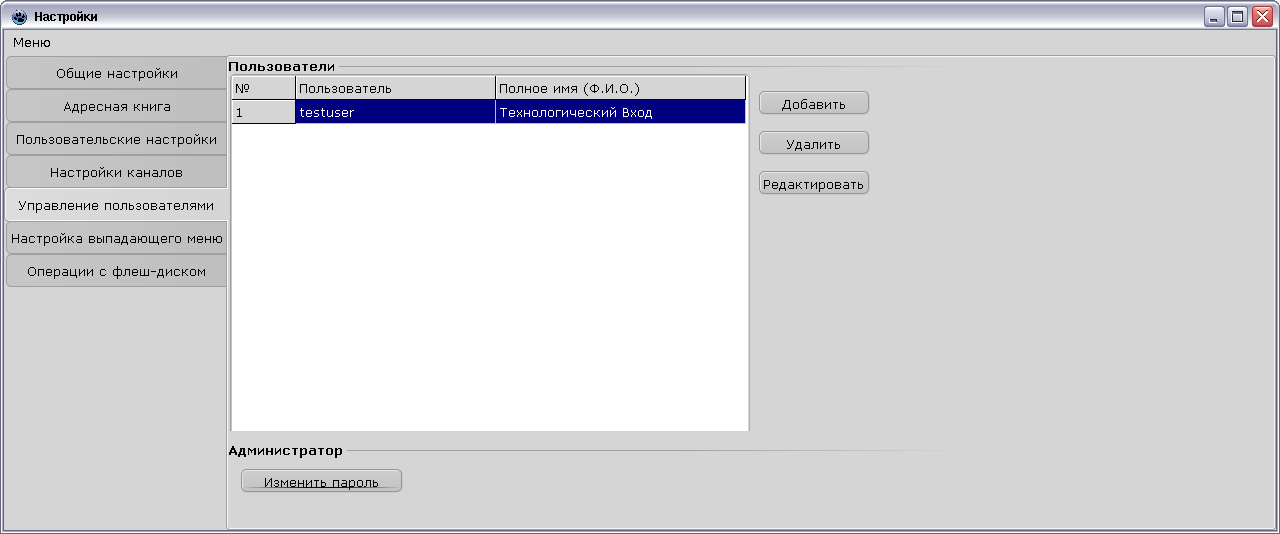 Настройки
Меню
Общие настройки
Адресная книга
Пользовательские настройки
Настройки каналов
Управление пользователями
Настройка выпадающего меню
Операции с флеш-диском
Пользователи
№ Пользователь Полное имя (Ф.И.О.)
1 testuser Технологический Вход
Добавить
Удалить
Редактировать
Администратор
Изменить пароль